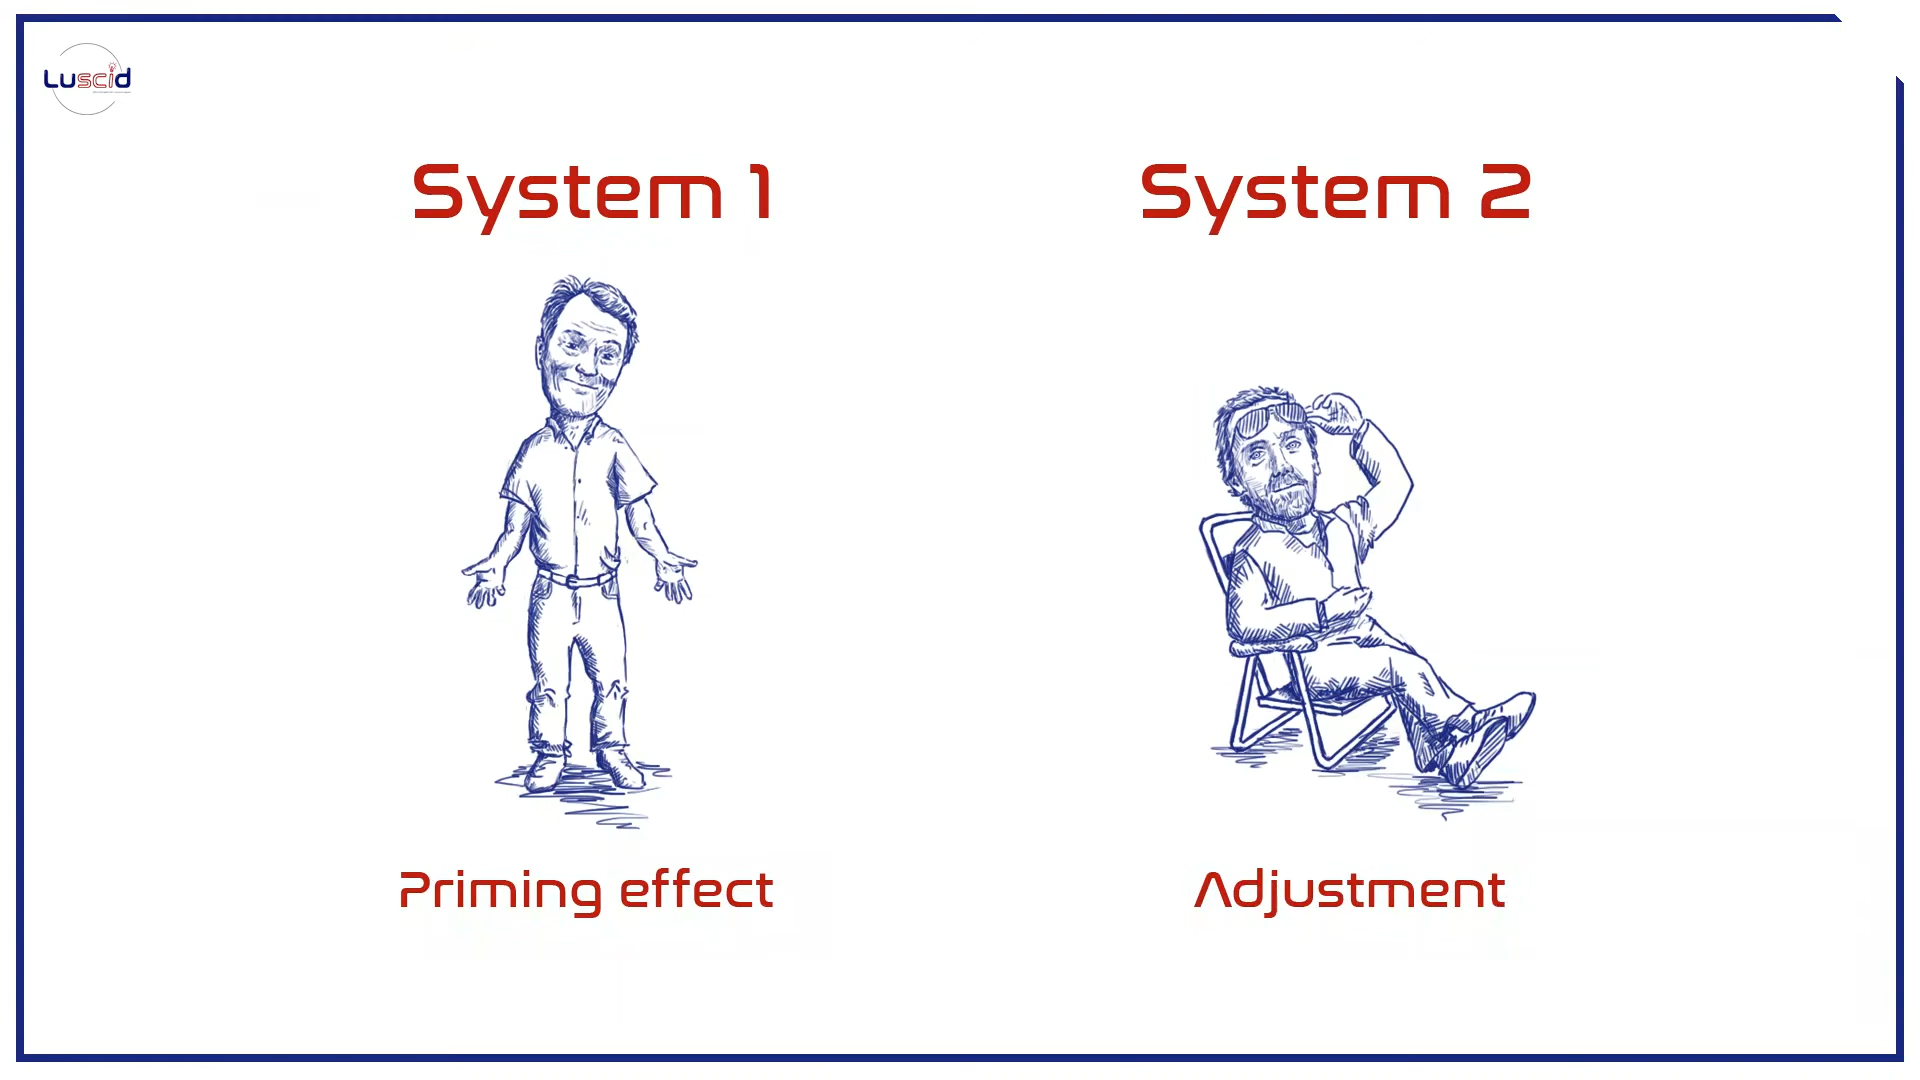 Luscid
System 1
System 2
Priming effect
Adjustment